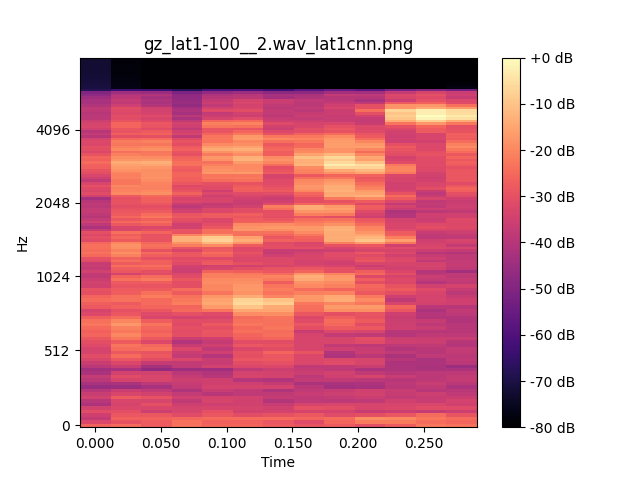 gz_lat1-100__2.wav_lat1cnn.png
Hz
4096
2048
1024
512
0
0.000 0.050 0.100 0.150 0.200 0.250
Time
+0 dB
-10 dB
-20 dB
-30 dB
-40 dB
-50 dB
-60 dB
-70 dB
-80 dB